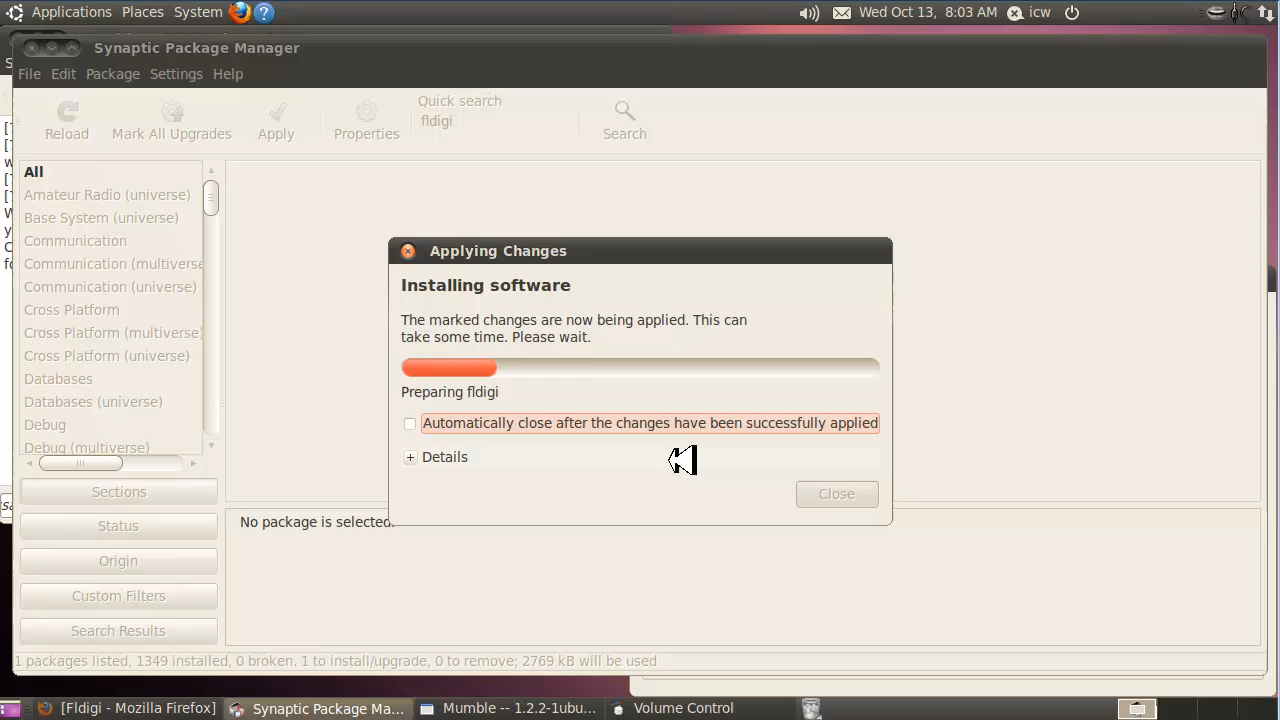 Applications Places System
Wed Oct 13, 8:03 AM
icw
Synaptic Package Manager
File Edit Package Settings Help
Reload
Mark All Upgrades
Apply
Properties
Quick search
fldigi
Search
All
Amateur Radio (universe)
Base System (universe)
Communication
Communication (multiverse
Communication (universe)
Cross Platform
Cross Platform (multiverse)
Cross Platform (universe)
Databases
Databases (universe)
Debug
Debug (multiverse)
Sections
Status
Origin
Custom Filters
Search Results
Applying Changes
Installing software
The marked changes are now being applied. This can
take some time. Please wait.
Preparing fldigi
Automatically close after the changes have been successfully applied
Details
Close
No package is selected.
1 packages listed, 1349 installed, 0 broken. 1 to install/upgrade, 0 to remove; 2769 kB will be used
[Fldigi - Mozilla Firefox]
Synaptic Package Ma...
Mumble -- 1.2.2-1ubu...
Volume Control